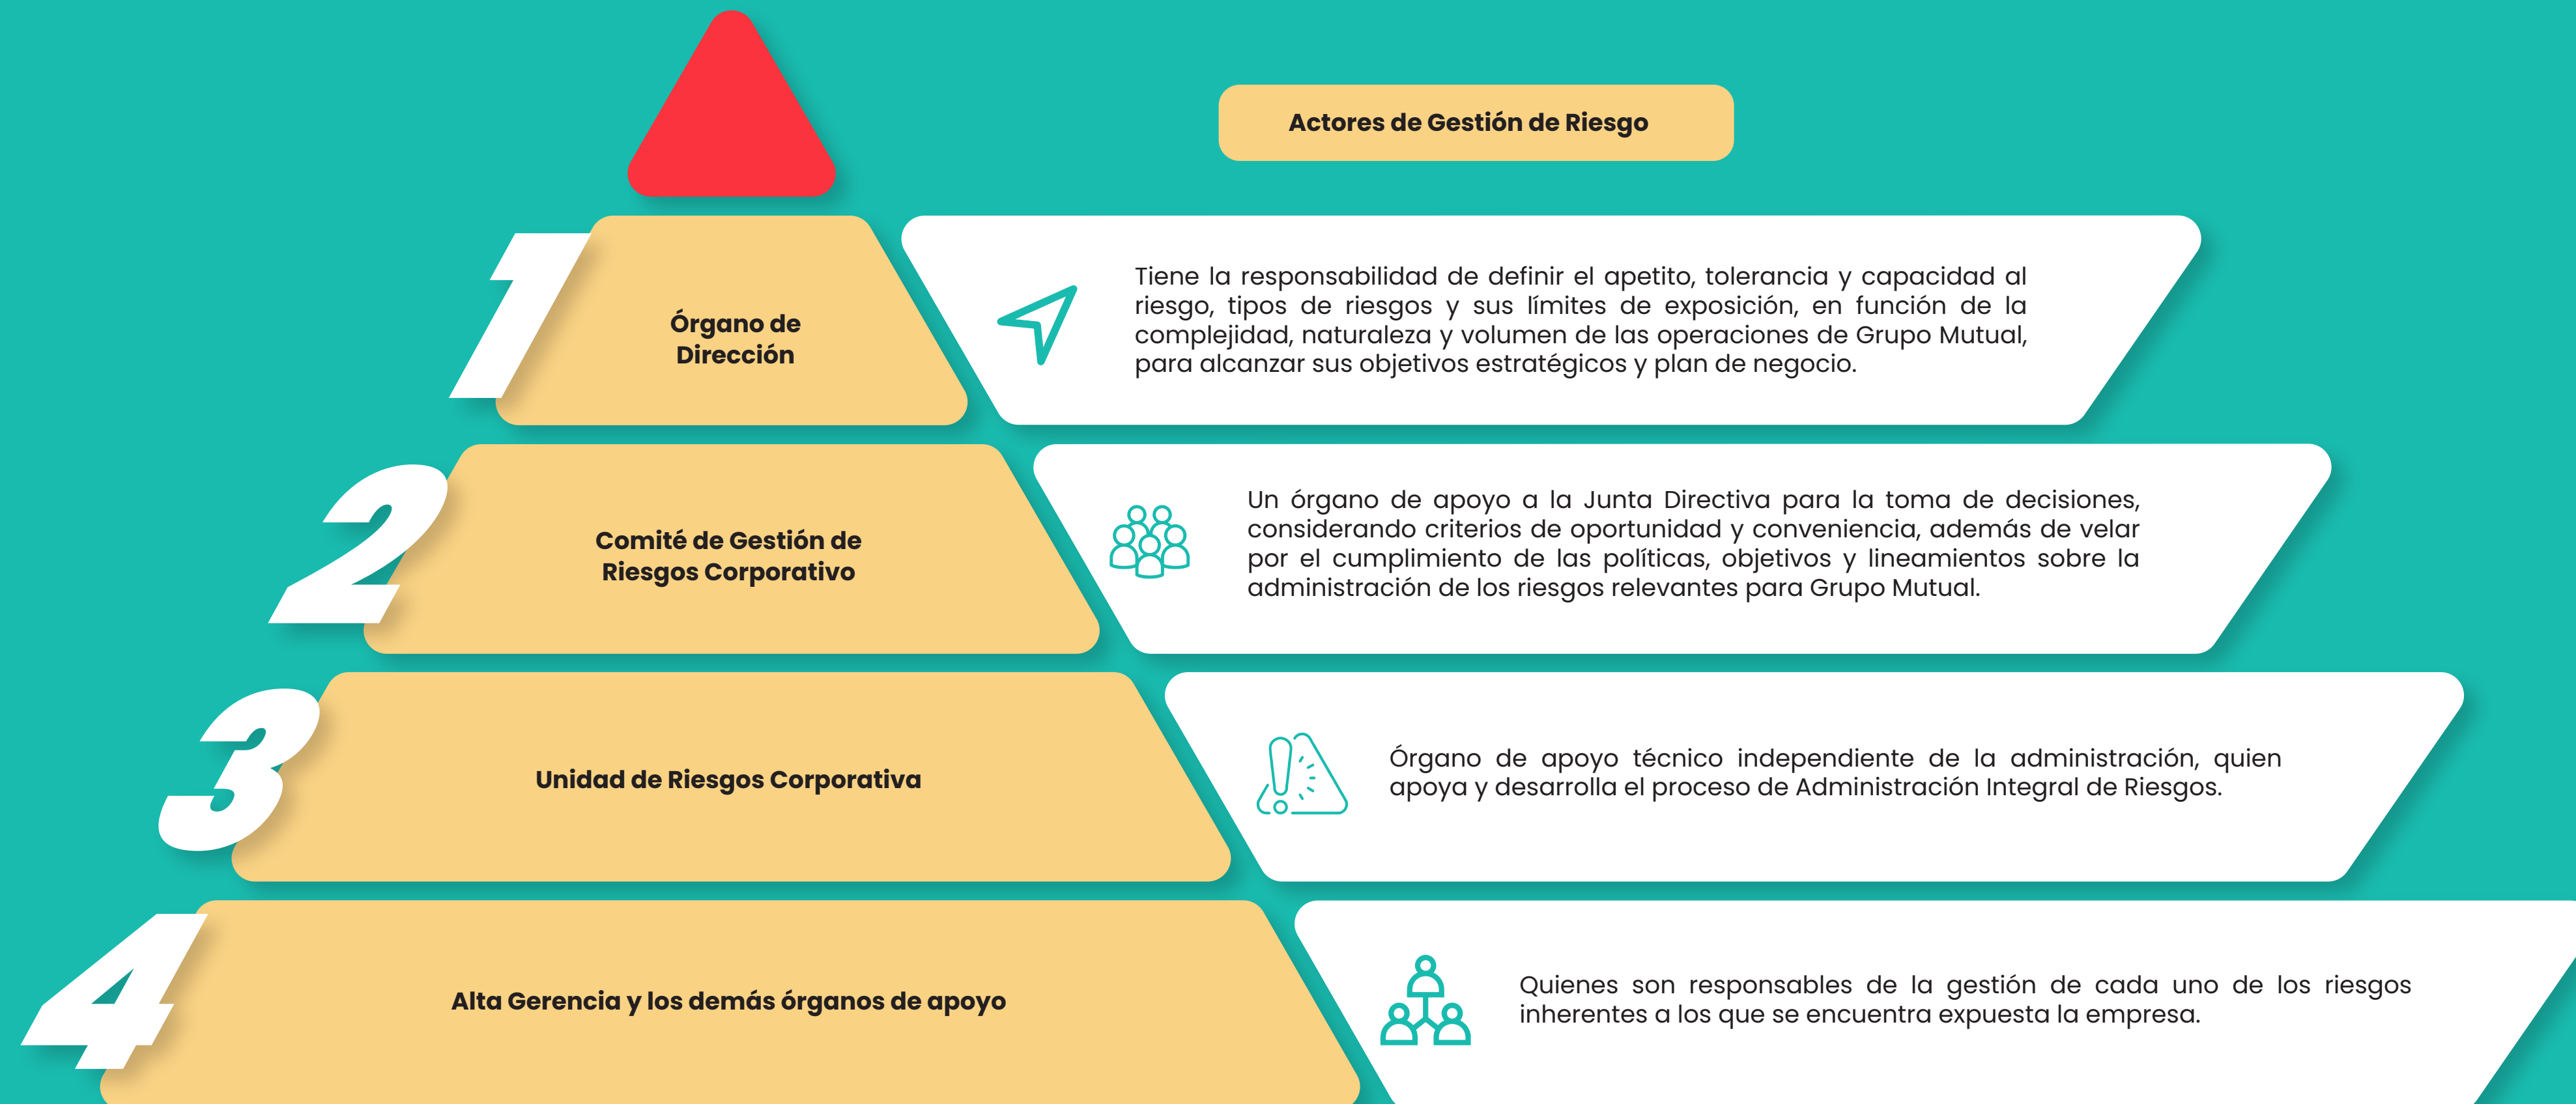 Actores de Gestión de Riesgo
1
Órgano de
Dirección
Tiene la responsabilidad de definir el apetito, tolerancia y capacidad al
riesgo, tipos de riesgos y sus límites de exposición, en función de la
complejidad, naturaleza y volumen de las operaciones de Grupo Mutual,
para alcanzar sus objetivos estratégicos y plan de negocio.
2
Comité de Gestión de
Riesgos Corporativo
Un órgano de apoyo a la Junta Directiva para la toma de decisiones,
considerando criterios de oportunidad y conveniencia, además de velar
por el cumplimiento de las políticas, objetivos y lineamientos sobre la
administración de los riesgos relevantes para Grupo Mutual.
3
Unidad de Riesgos Corporativa
Órgano de apoyo técnico independiente de la administración, quien
apoya y desarrolla el proceso de Administración Integral de Riesgos.
4
Alta Gerencia y los demás órganos de apoyo
Quienes son responsables de la gestión de cada uno de los riesgos
inherentes a los que se encuentra expuesta la empresa.